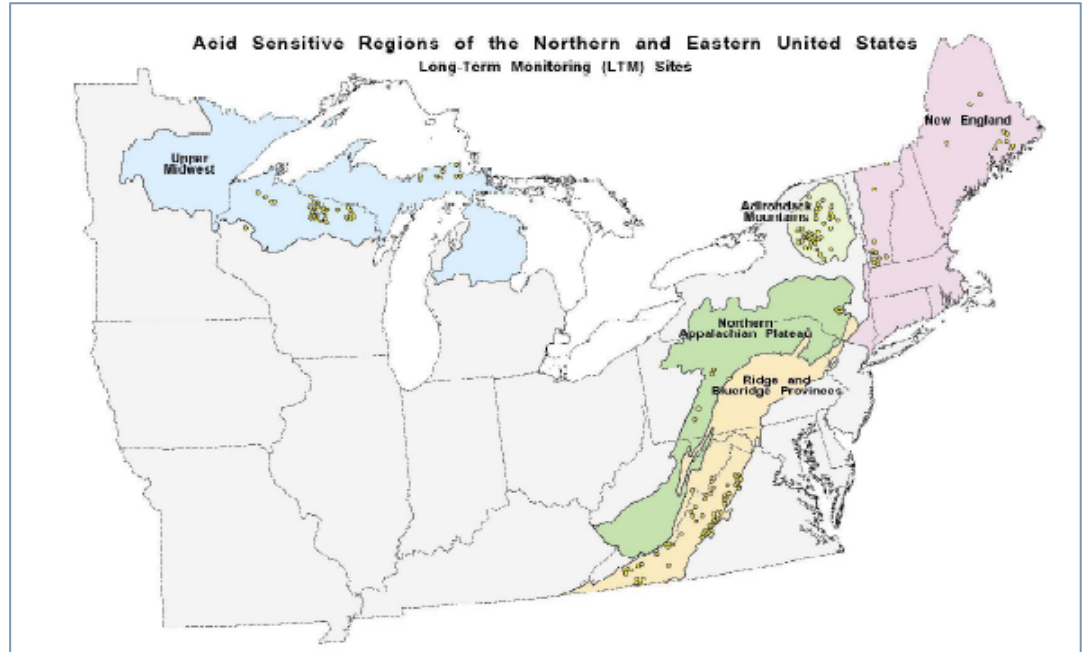 Acid Sensitive Regions of the Northern and Eastern United States
Long-Term Monitoring (LTM) Sites
New England
Upper
Midwest
Adirondack
Mountains
Northern
Appalachian Plateau
Ridge and
Blueridge Provinces